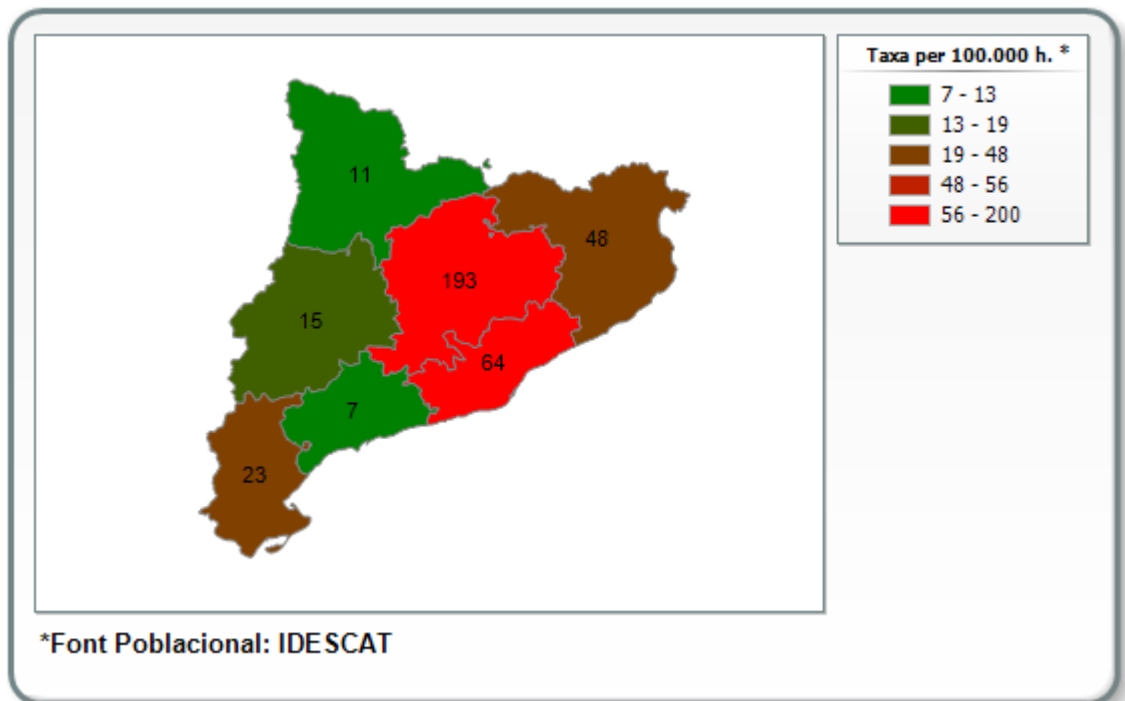 Taxa per 100.000 h. *
7 - 13
13 - 19
19 - 48
48 - 56
56 - 200
11
48
193
15
64
7
23
*Font Poblacional: IDESCAT